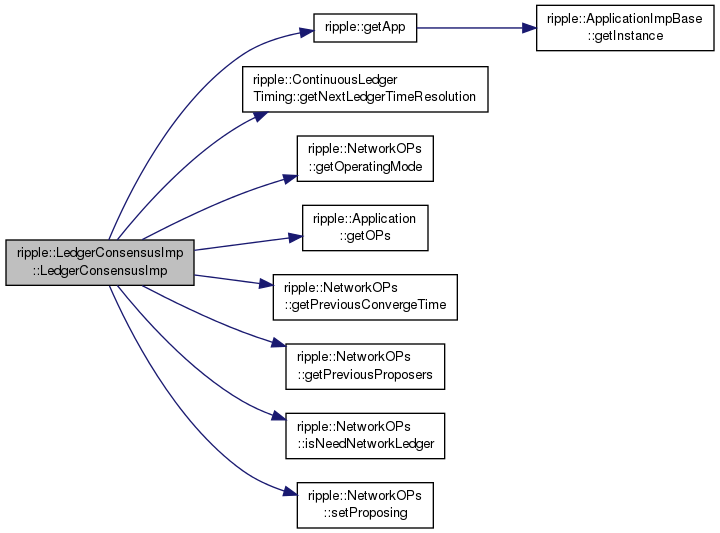 ripple::getApp
ripple::ApplicationImpBase
::getInstance
ripple::ContinuousLedger
Timing::getNextLedgerTimeResolution
ripple::NetworkOPs
::getOperatingMode
ripple::Application
::getOPs
ripple::LedgerConsensusImp
::LedgerConsensusImp
ripple::NetworkOPs
::getPreviousConvergeTime
ripple::NetworkOPs
::getPreviousProposers
ripple::NetworkOPs
::isNeedNetworkLedger
ripple::NetworkOPs
::setProposing